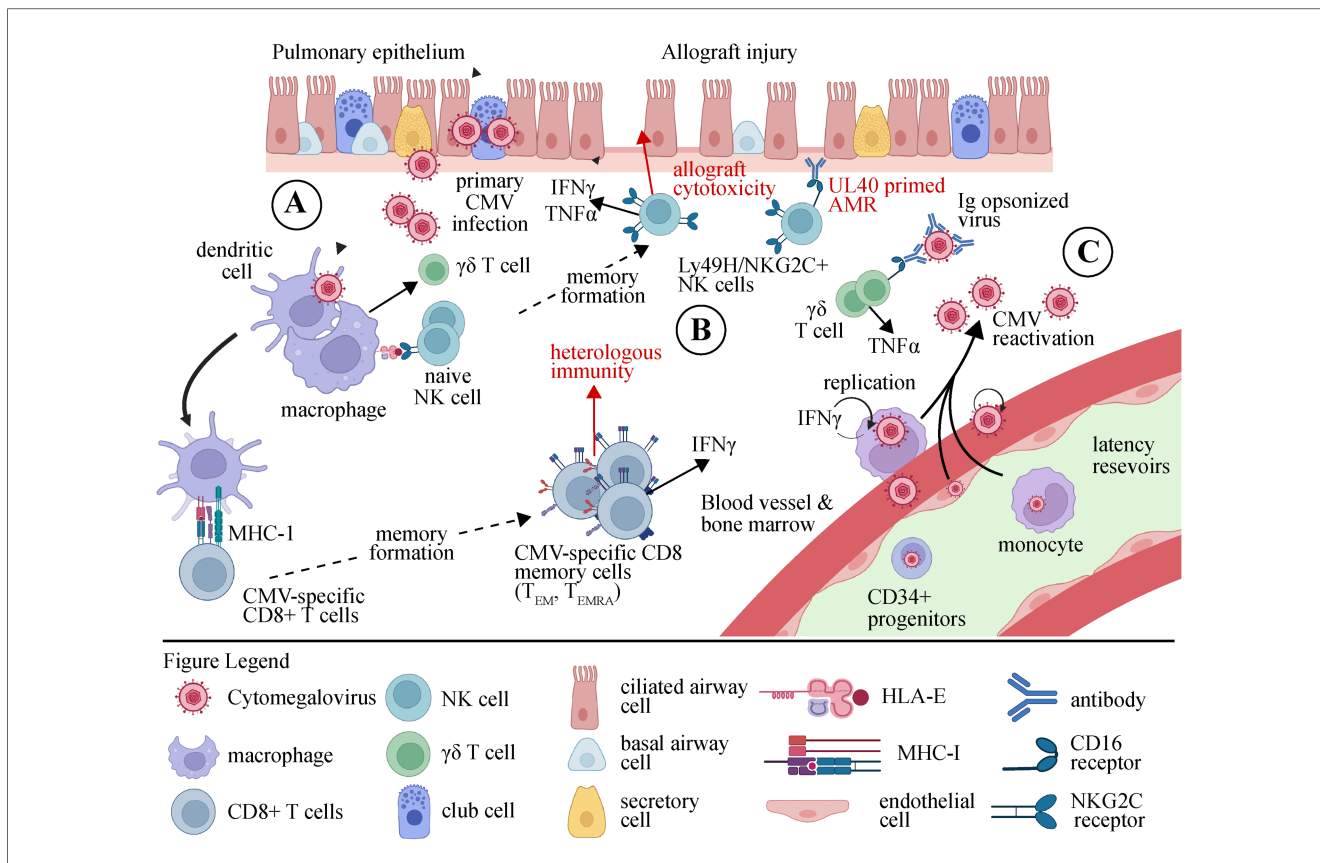 Pulmonary epithelium
Allograft injury
A
primary
CMV
infection
IFNγ
TNFα
allograft
cytotoxicity
UL40 primed
AMR
Ig opsonized
virus
C
dendritic
cell
γδ T cell
memory
formation
Ly49H/NKG2C+
NK cells
B
γδ
T cell
TNFα
CMV
reactivation
macrophage
naive
NK cell
heterologous
immunity
replication
IFNγ
IFNγ
latency
resevoirs
Blood vessel &
bone marrow
monocyte
MHC-1
memory
formation
CMV-specific
CD8+ T cells
CMV-specific CD8
memory cells
(TEM, TEMRA)
CD34+
progenitors
Figure Legend
Cytomegalovirus
NK cell
ciliated airway
cell
HLA-E
antibody
macrophage
γδ T cell
basal airway
cell
MHC-I
CD16
receptor
CD8+ T cells
club cell
secretory
cell
endothelial
cell
NKG2C
receptor